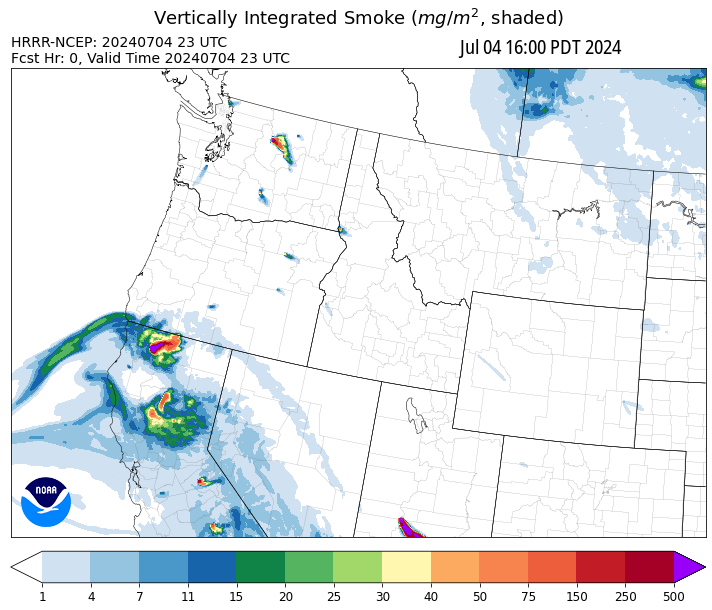 Vertically Integrated Smoke (mg/m², shaded)
HRRR-NCEP: 20240704 23 UTC
Fcst Hr: 0, Valid Time 20240704 23 UTC
Jul 04 16:00 PDT 2024
NOAA
1 4 7 11 15 20 25 30 40 50 75 150 250 500